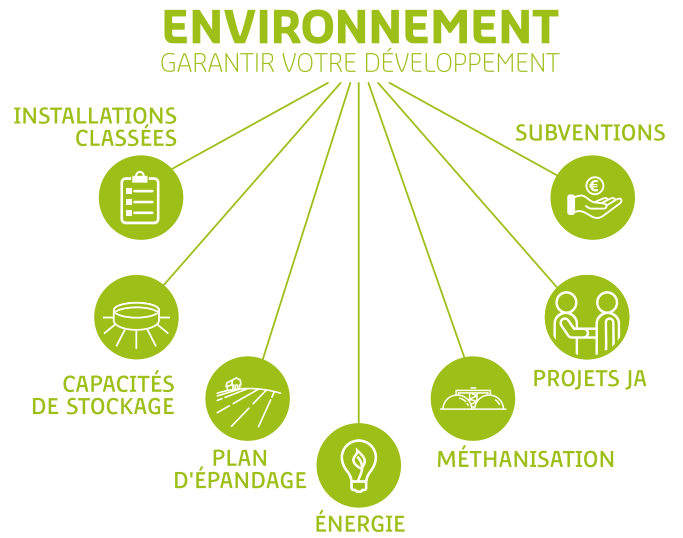 ENVIRONNEMENT
GARANTIR VOTRE DÉVELOPPEMENT
INSTALLATIONS
CLASSÉES
SUBVENTIONS
€
CAPACITÉS
DE STOCKAGE
PROJETS JA
PLAN
D'ÉPANDAGE
MÉTHANISATION
ÉNERGIE